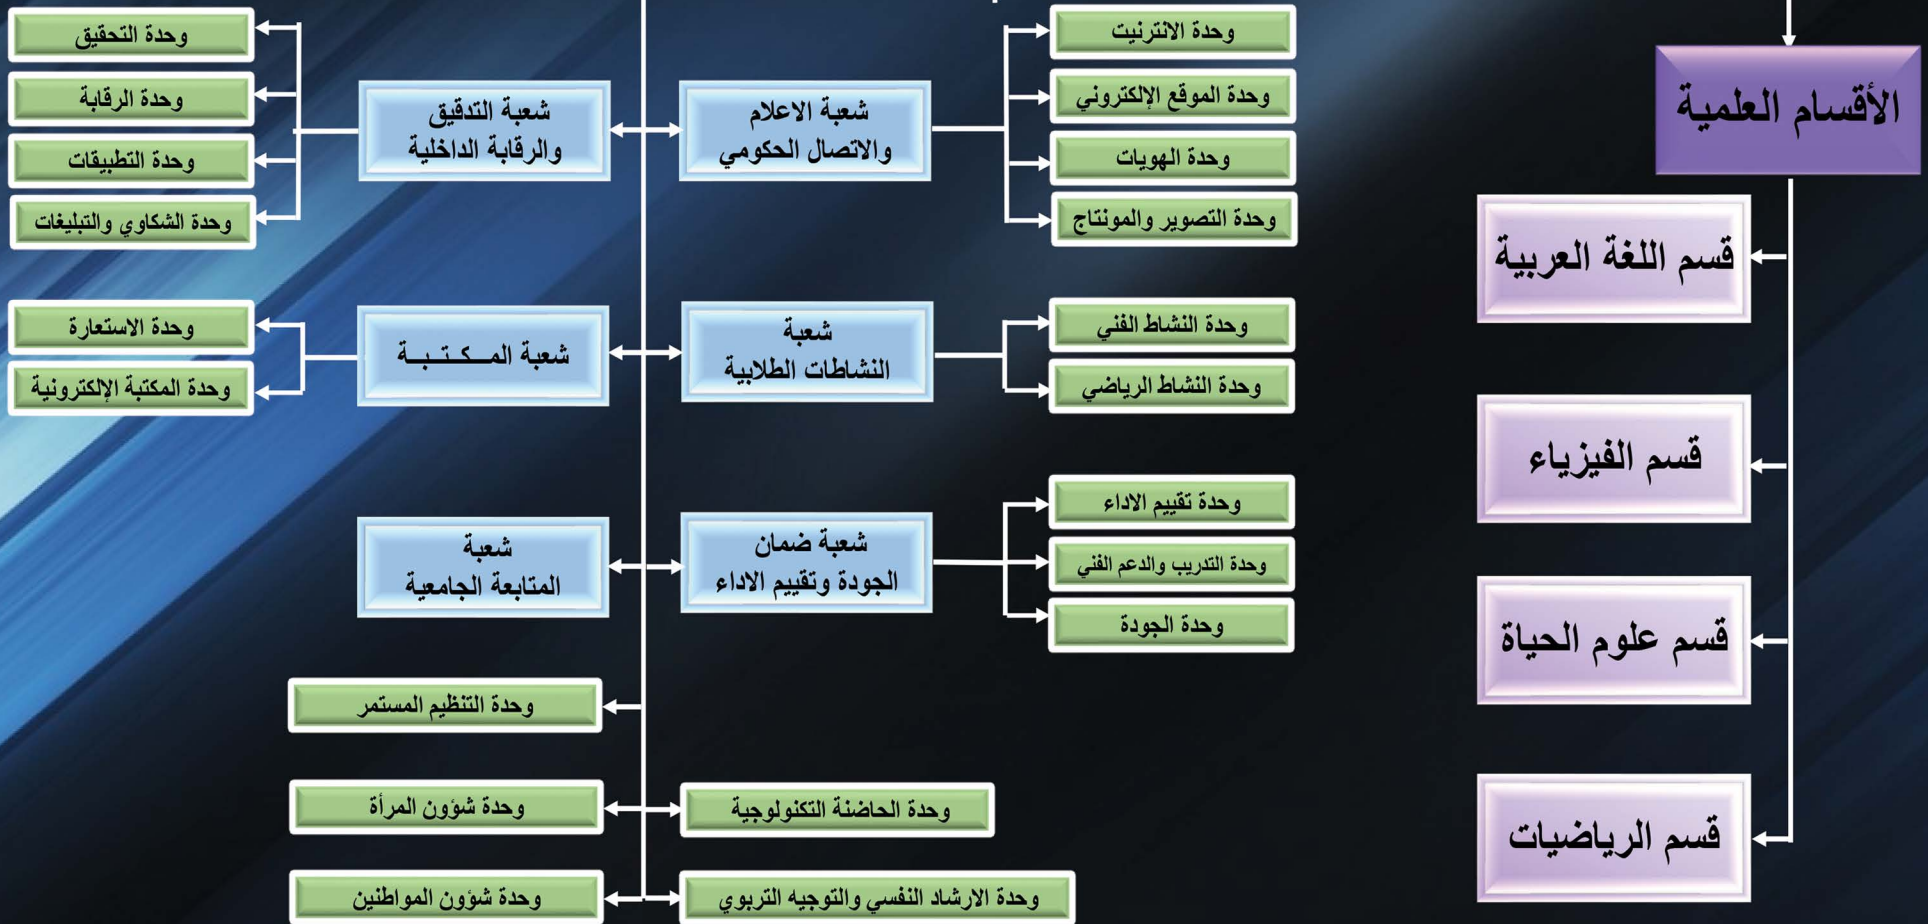 الأقسام العلمية
قسم اللغة العربية
قسم الفيزياء
قسم علوم الحياة
قسم الرياضيات
شعبة الاعلام
والاتصال الحكومي
وحدة الانترنيت
وحدة الموقع الإلكتروني
وحدة الهويات
وحدة التصوير والمونتاج
شعبة التدقيق
والرقابة الداخلية
وحدة التحقيق
وحدة الرقابة
وحدة التطبيقات
وحدة الشكاوي والتبليغات
شعبة
النشاطات الطلابية
وحدة النشاط الفني
وحدة النشاط الرياضي
شعبة المــكــتــبــة
وحدة الاستعارة
وحدة المكتبة الإلكترونية
شعبة ضمان
الجودة وتقييم الاداء
وحدة تقييم الاداء
وحدة التدريب والدعم الفني
وحدة الجودة
شعبة
المتابعة الجامعية
وحدة التنظيم المستمر
وحدة الحاضنة التكنولوجية
وحدة شؤون المرأة
وحدة الارشاد النفسي والتوجيه التربوي
وحدة شؤون المواطنين